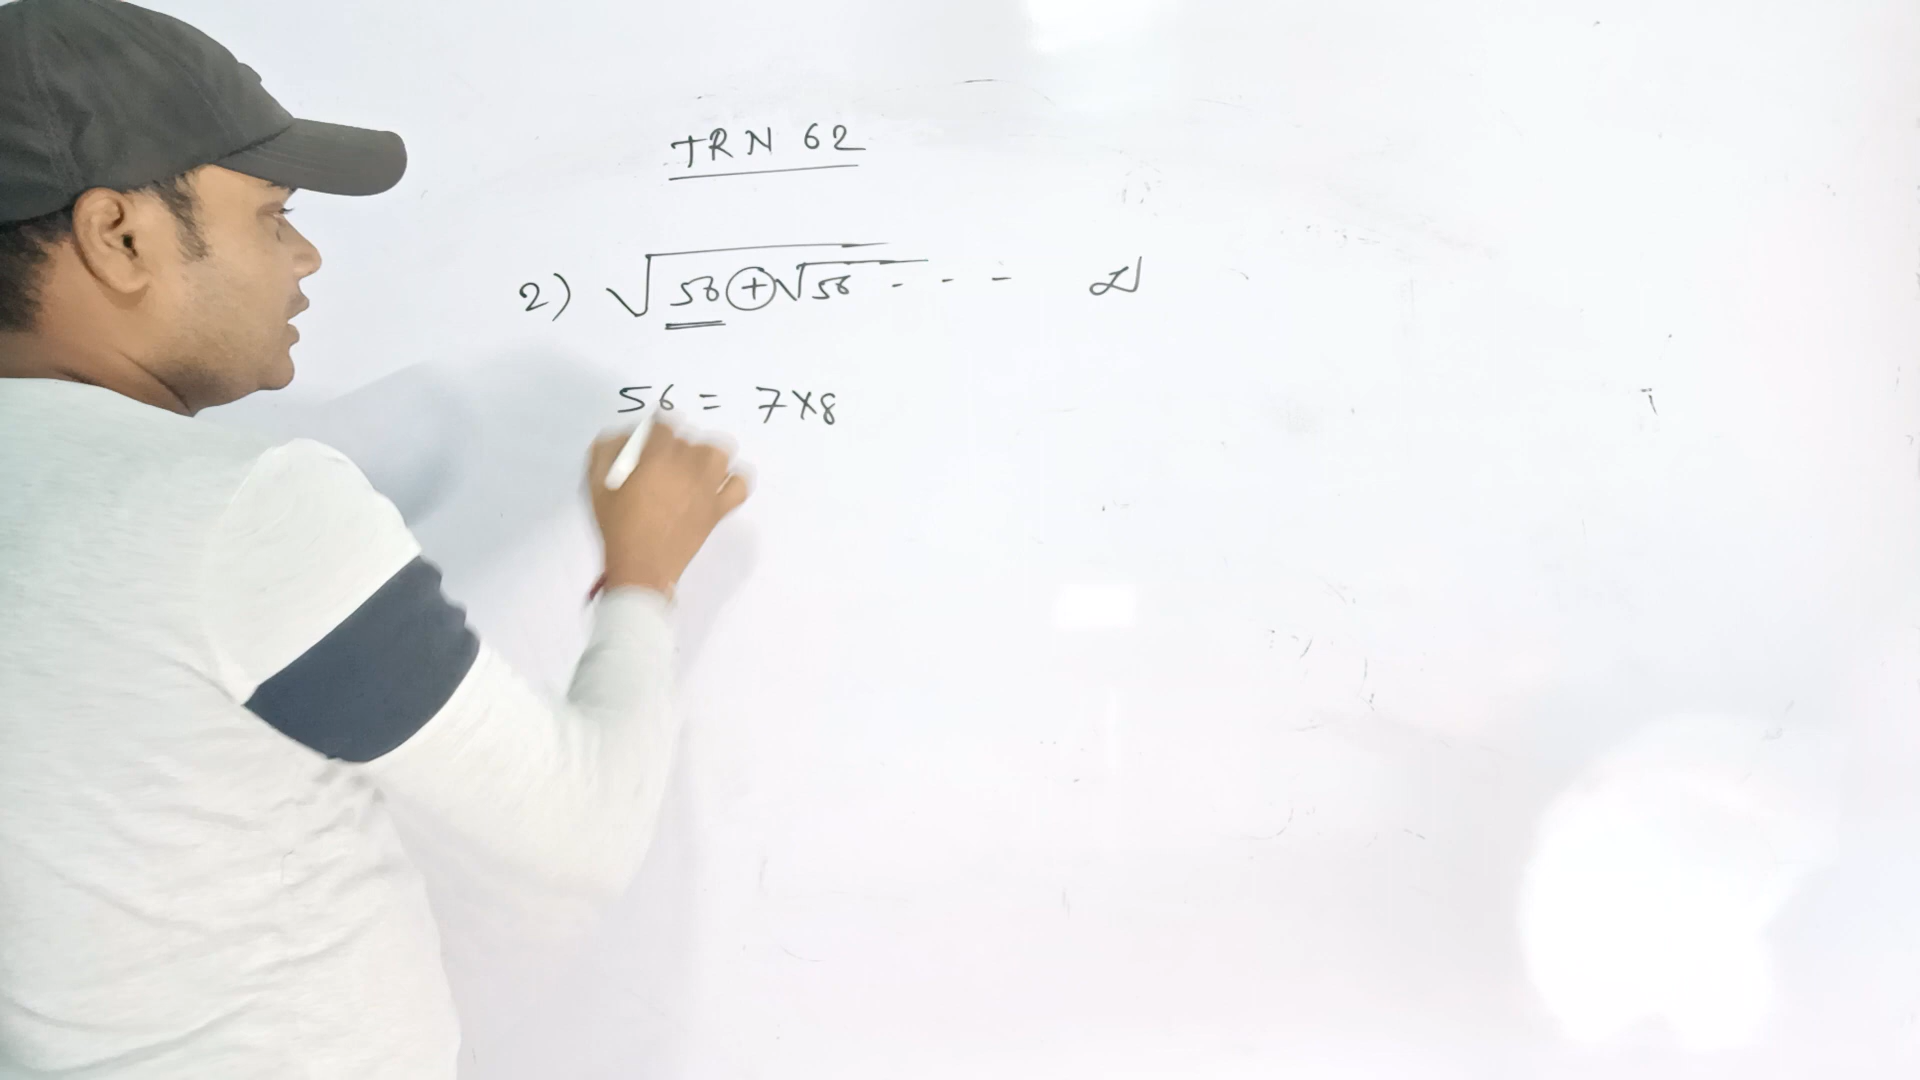 TRN 62
2) √56+√56 - - - ∞
56 = 7×8